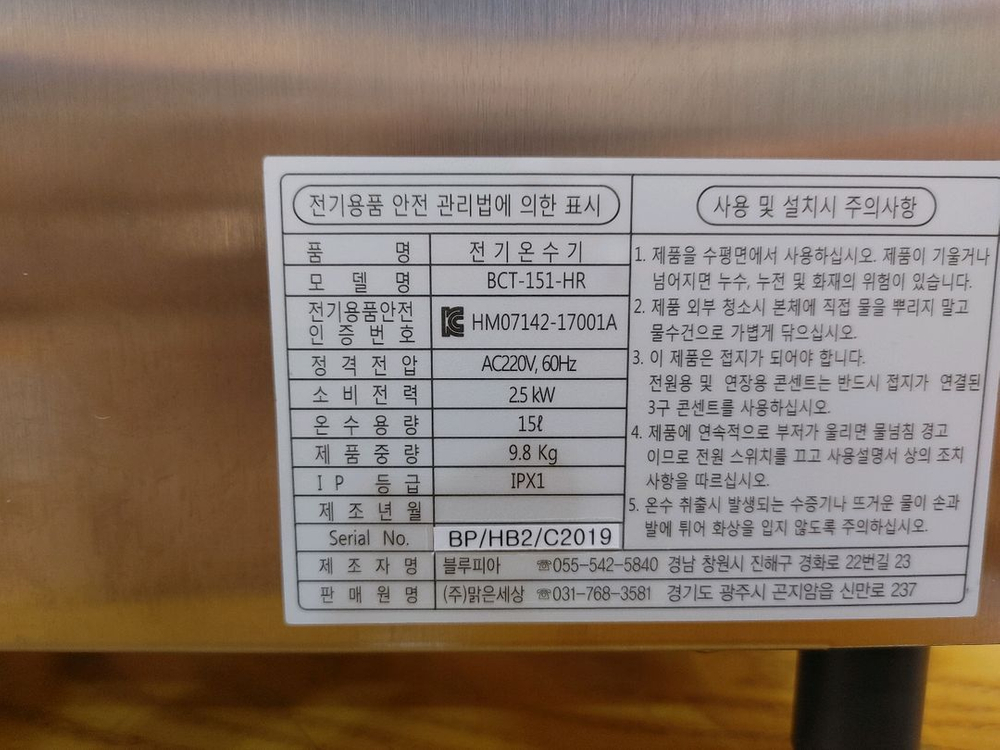 전기용품 안전 관리법에 의한 표시
품 명 전기온수기
모 델 명 BCT-151-HR
전기용품안전
인 증 번 호 HM07142-17001A
정 격 전 압 AC220V, 60Hz
소 비 전 력 2.5 kW
온 수 용 량 15ℓ
제 품 중 량 9.8 Kg
I P 등 급 IPX1
제 조 년 월
Serial No. BP/HB2/C2019
사용 및 설치시 주의사항
1. 제품을 수평면에서 사용하십시오. 제품이 기울거나
넘어지면 누수, 누전 및 화재의 위험이 있습니다.
2. 제품 외부 청소시 본체에 직접 물을 뿌리지 말고
물수건으로 가볍게 닦으십시오.
3. 이 제품은 접지가 되어야 합니다.
전원용 및 연장용 콘센트는 반드시 접지가 연결된
3구 콘센트를 사용하십시오.
4. 제품에 연속적으로 부저가 울리면 물넘침 경고
이므로 전원 스위치를 끄고 사용설명서 상의 조치
사항을 따르십시오.
5. 온수 취출시 발생되는 수증기나 뜨거운 물이 손과
발에 튀어 화상을 입지 않도록 주의하십시오.
제 조 자 명 블루피아 ☏055-542-5840 경남 창원시 진해구 경화로 22번길 23
판 매 원 명 (주)맑은세상 ☏031-768-3581 경기도 광주시 곤지암읍 신만로 237